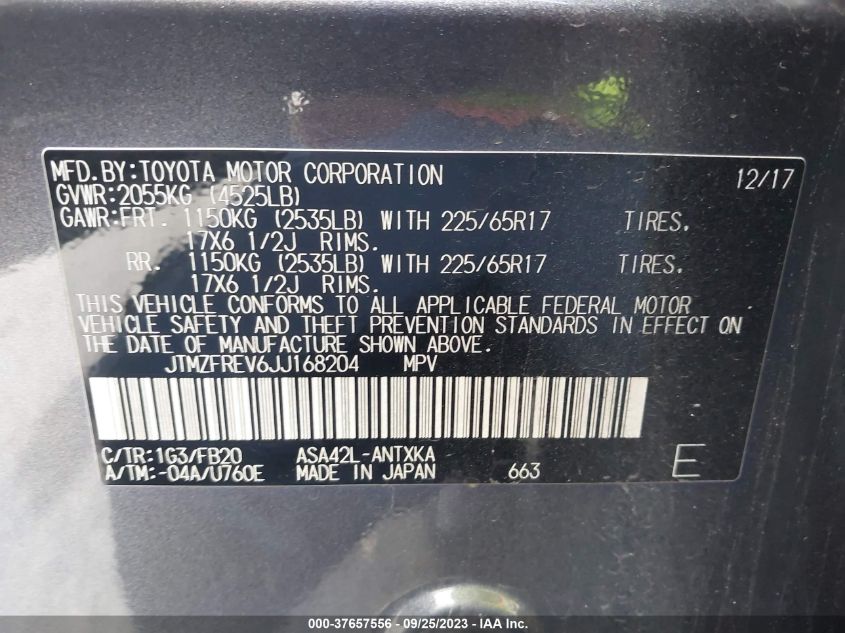 MFD.BY:TOYOTA MOTOR CORPORATION 12/17
GVWR:2055KG (4525LB)
GAWR:FRT. 1150KG (2535LB) WITH 225/65R17 TIRES.
17X6 1/2J RIMS.
RR. 1150KG (2535LB) WITH 225/65R17 TIRES.
17X6 1/2J RIMS.
THIS VEHICLE CONFORMS TO ALL APPLICABLE FEDERAL MOTOR
VEHICLE SAFETY AND THEFT PREVENTION STANDARDS IN EFFECT ON
THE DATE OF MANUFACTURE SHOWN ABOVE.
JTMZFREV6JJ168204 MPV
C/TR:1G3/FB20 ASA42L-ANTXKA
A/TM:-04A/U760E MADE IN JAPAN 663 E
000-37657556 - 09/25/2023 - IAA Inc.